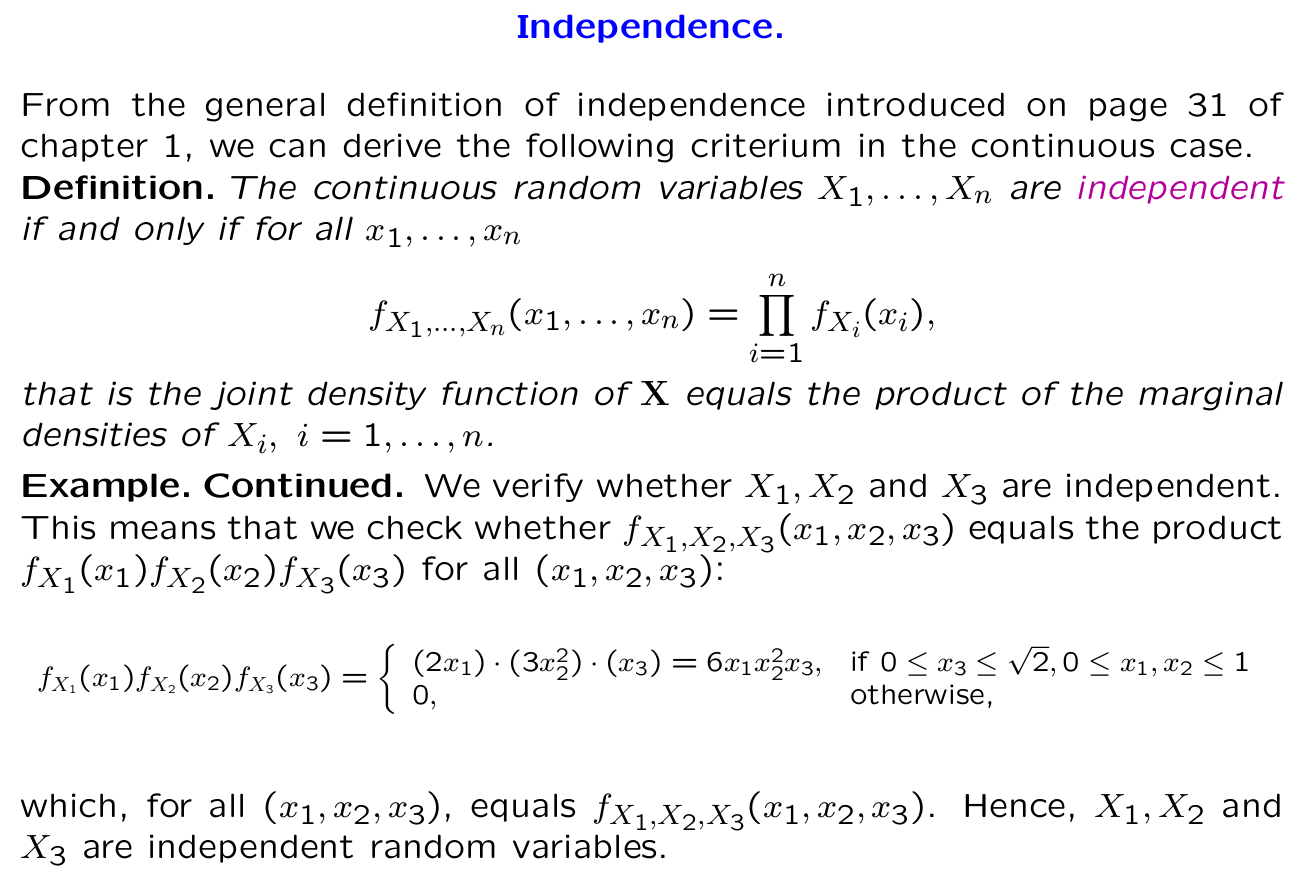 Independence.
From the general definition of independence introduced on page 31 of
chapter 1, we can derive the following criterium in the continuous case.
Definition. The continuous random variables $X_1, \ldots, X_n$ are independent
if and only if for all $x_1, \ldots, x_n$
$f_{X_1,\ldots,X_n}(x_1, \ldots, x_n) = \prod_{i=1}^{n} f_{X_i}(x_i),$
that is the joint density function of $\mathbf{X}$ equals the product of the marginal
densities of $X_i,\ i = 1, \ldots, n.$
Example. Continued. We verify whether $X_1, X_2$ and $X_3$ are independent.
This means that we check whether $f_{X_1,X_2,X_3}(x_1, x_2, x_3)$ equals the product
$f_{X_1}(x_1)f_{X_2}(x_2)f_{X_3}(x_3)$ for all $(x_1, x_2, x_3)$:
$f_{X_1}(x_1)f_{X_2}(x_2)f_{X_3}(x_3) = \begin{cases} (2x_1) \cdot (3x_2^2) \cdot (x_3) = 6x_1x_2^2x_3, & \text{if } 0 \leq x_3 \leq \sqrt{2}, 0 \leq x_1, x_2 \leq 1 \\ 0, & \text{otherwise,} \end{cases}$
which, for all $(x_1, x_2, x_3)$, equals $f_{X_1,X_2,X_3}(x_1, x_2, x_3)$. Hence, $X_1, X_2$ and
$X_3$ are independent random variables.